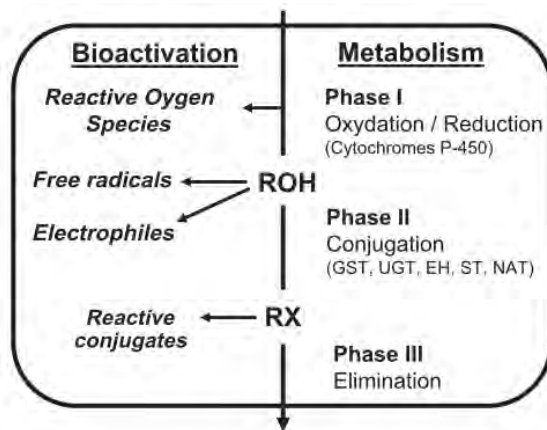 Bioactivation
Metabolism
Reactive Oygen
Species
Phase I
Oxydation / Reduction
(Cytochromes P-450)
Free radicals
ROH
Electrophiles
Phase II
Conjugation
(GST, UGT, EH, ST, NAT)
Reactive
conjugates
RX
Phase III
Elimination